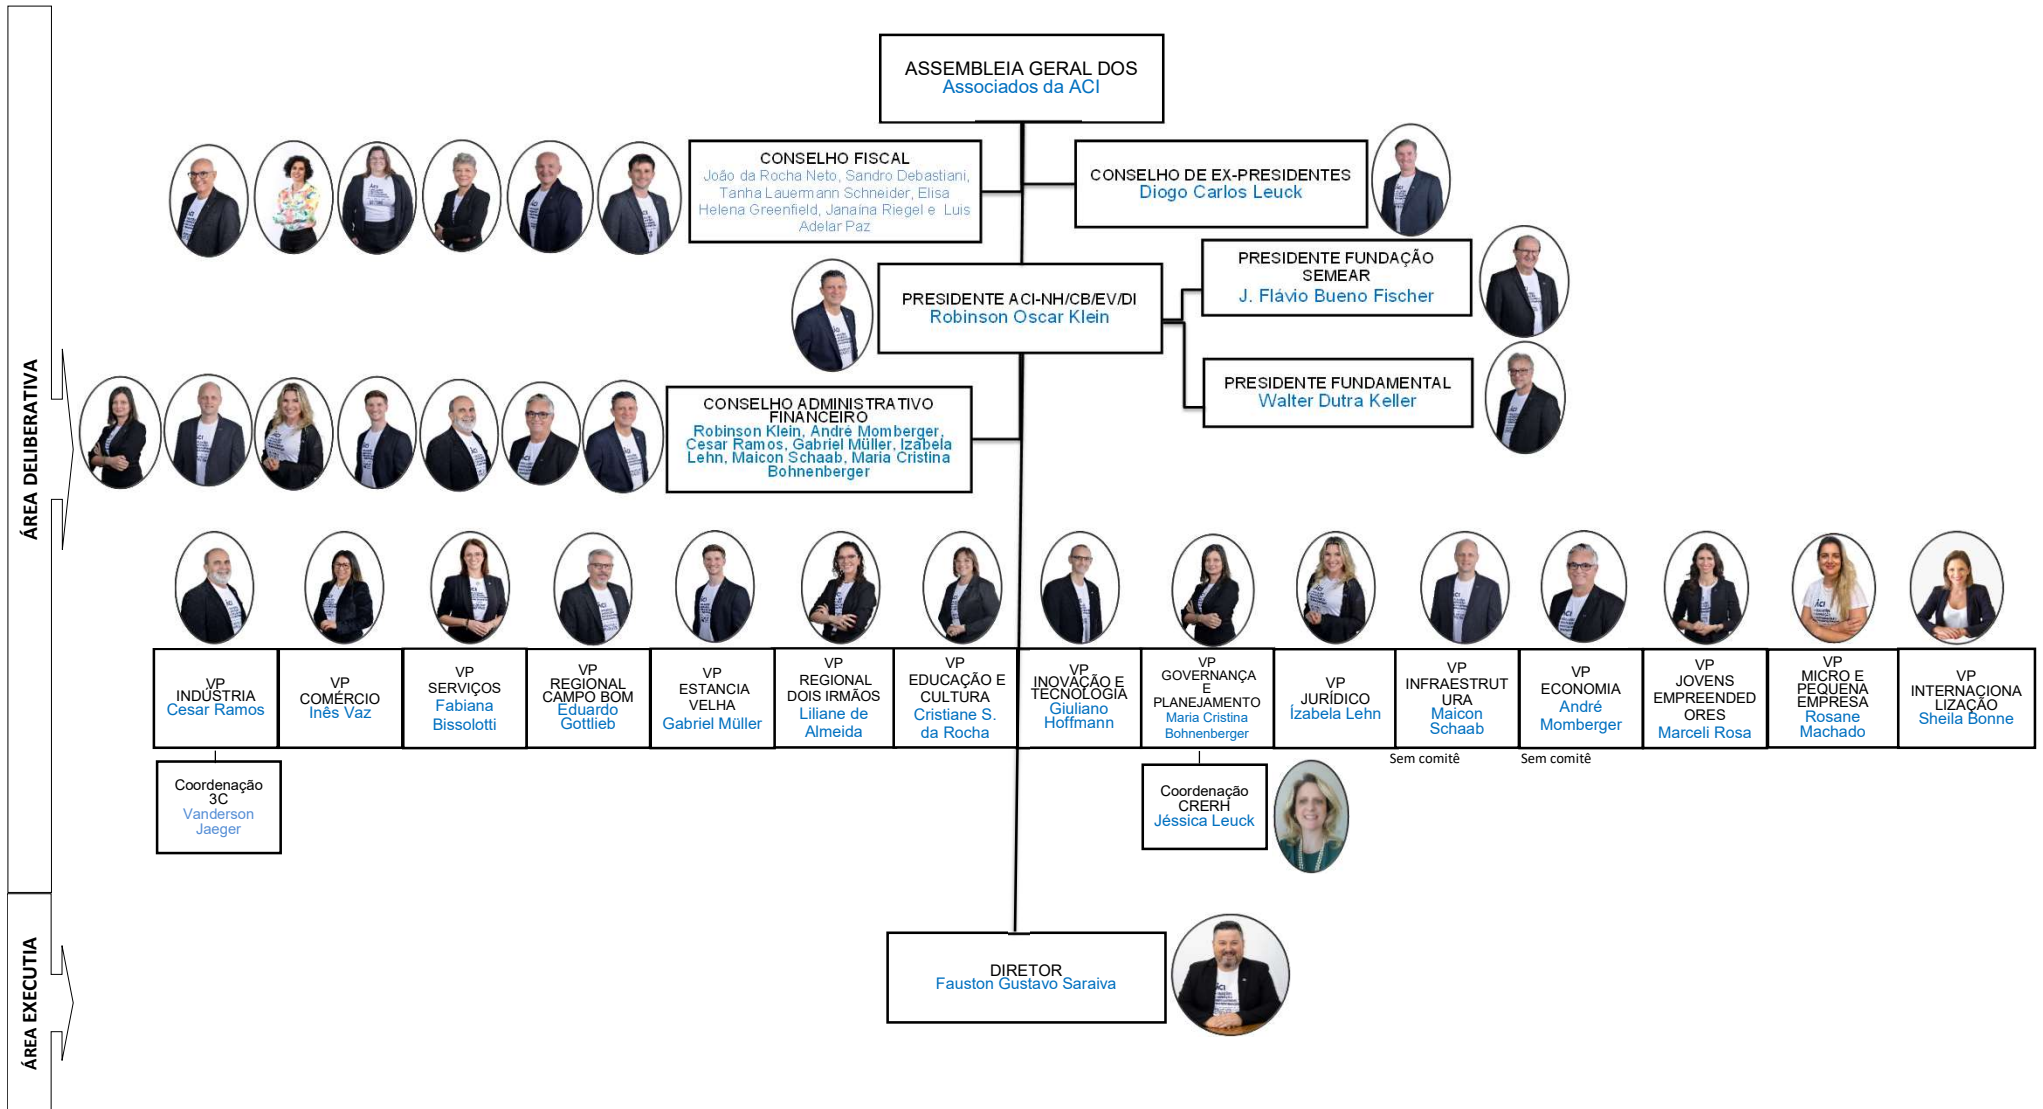 ASSEMBLEIA GERAL DOS
Associados da ACI
CONSELHO FISCAL
João da Rocha Neto, Sandro Debastiani,
Tanha Lauermann Schneider, Elisa
Helena Greenfield, Janaína Riegel e Luis
Adelar Paz
CONSELHO DE EX-PRESIDENTES
Diogo Carlos Leuck
PRESIDENTE FUNDAÇÃO
SEMEAR
J. Flávio Bueno Fischer
PRESIDENTE ACI-NH/CB/EV/DI
Robinson Oscar Klein
PRESIDENTE FUNDAMENTAL
Walter Dutra Keller
ÁREA DELIBERATIVA
CONSELHO ADMINISTRATIVO
FINANCEIRO
Robinson Klein, André Momberger,
Cesar Ramos, Gabriel Müller, Izabela
Lehn, Maicon Schaab, Maria Cristina
Bohnenberger
VP
INDÚSTRIA
Cesar Ramos
VP
COMÉRCIO
Inês Vaz
VP
SERVIÇOS
Fabiana
Bissolotti
VP
REGIONAL
CAMPO BOM
Eduardo
Gottlieb
VP
ESTANCIA
VELHA
Gabriel Müller
VP
REGIONAL
DOIS IRMÃOS
Liliane de
Almeida
VP
EDUCAÇÃO E
CULTURA
Cristiane S.
da Rocha
VP
INOVAÇÃO E
TECNOLOGIA
Giuliano
Hoffmann
VP
GOVERNANÇA
E
PLANEJAMENTO
Maria Cristina
Bohnenberger
VP
JURÍDICO
Ízabela Lehn
VP
INFRAESTRUT
URA
Maicon
Schaab
VP
ECONOMIA
André
Momberger
VP
JOVENS
EMPREENDED
ORES
Marceli Rosa
VP
MICRO E
PEQUENA
EMPRESA
Rosane
Machado
VP
INTERNACIONA
LIZAÇÃO
Sheila Bonne
Sem comitê
Sem comitê
Coordenação
3C
Vanderson
Jaeger
Coordenação
CRERH
Jéssica Leuck
ÁREA EXECUTIA
DIRETOR
Fauston Gustavo Saraiva